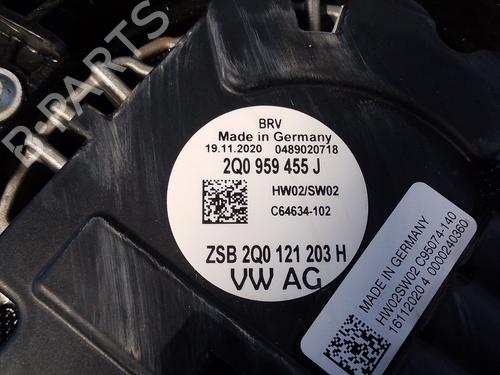 B-PARTS
BRV
Made in Germany
19.11.2020 0489020718
2Q0 959 455 J
HW02/SW02
C64634-102
ZSB 2Q0 121 203 H
VW AG
MADE IN GERMANY
HW02SW02 C95074-140
16112020 4 0000240360